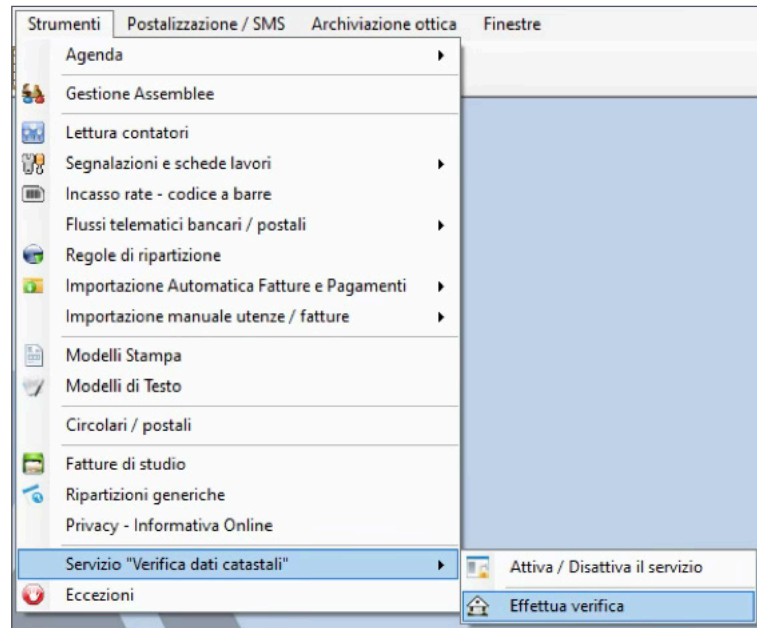 Strumenti Postalizzazione / SMS Archiviazione ottica Finestre
Agenda
Gestione Assemblee
Lettura contatori
Segnalazioni e schede lavori
Incasso rate - codice a barre
Flussi telematici bancari / postali
Regole di ripartizione
Importazione Automatica Fatture e Pagamenti
Importazione manuale utenze / fatture
Modelli Stampa
Modelli di Testo
Circolari / postali
Fatture di studio
Ripartizioni generiche
Privacy - Informativa Online
Servizio "Verifica dati catastali"
Attiva / Disattiva il servizio
Eccezioni
Effettua verifica